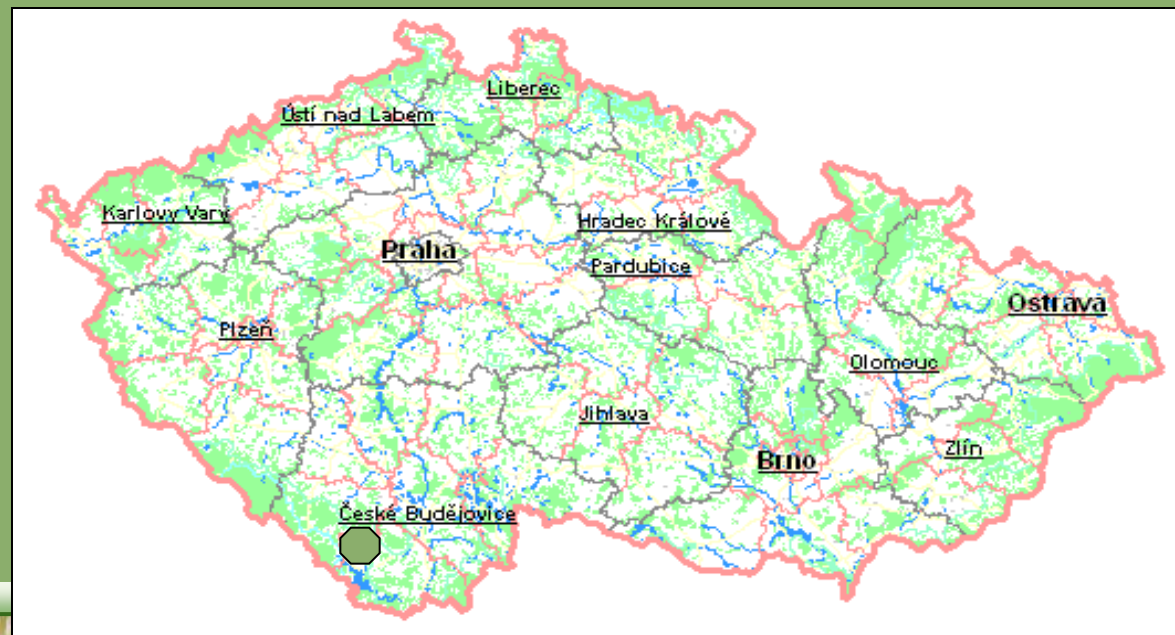 Liberec
Ústí nad Labem
Karlovy Vary
Hradec Králové
Praha
Pardubice
Ostrava
Plzeň
Olomouc
Jihlava
Zlín
Brno
České Budějovice